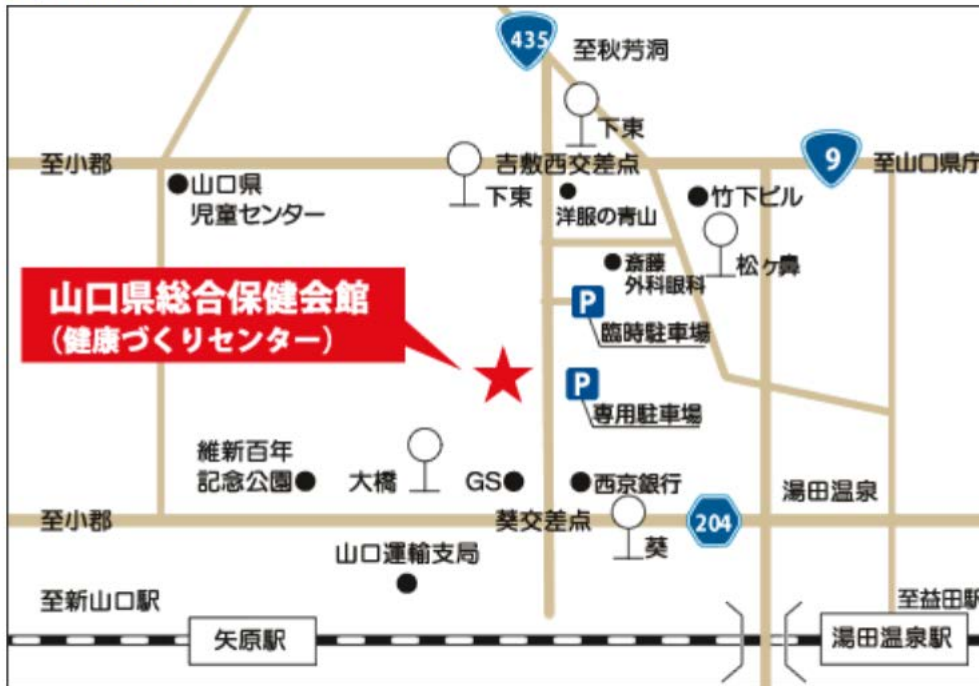 435
至秋芳洞
下東
至小郡
吉敷西交差点
9
至山口県庁
山口県
児童センター
下東
洋服の青山
竹下ビル
斎藤
外科眼科
松ヶ鼻
山口県総合保健会館
(健康づくりセンター)
P
臨時駐車場
P
専用駐車場
維新百年
記念公園
大橋
GS
西京銀行
湯田温泉
至小郡
葵交差点
204
葵
山口運輸支局
至新山口駅
至益田駅
矢原駅
湯田温泉駅